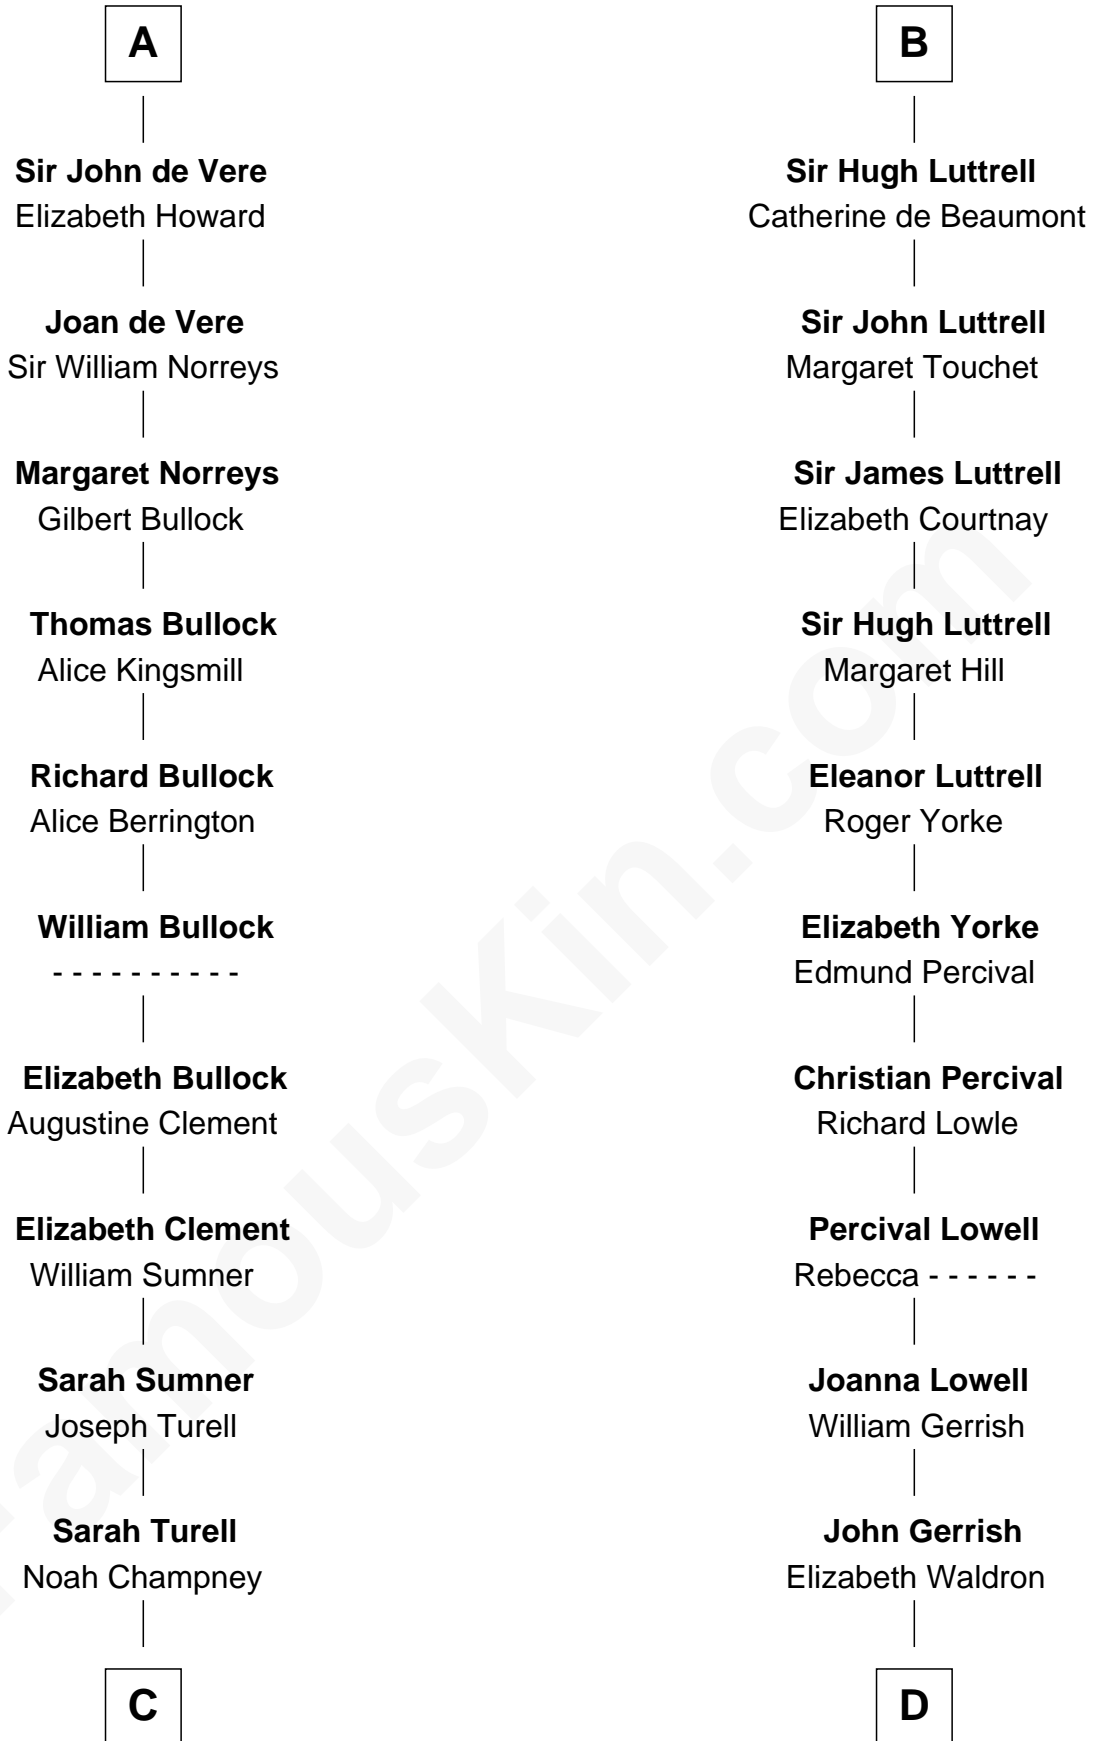 A
Sir John de Vere
Elizabeth Howard
Joan de Vere
Sir William Norreys
Margaret Norreys
Gilbert Bullock
Thomas Bullock
Alice Kingsmill
Richard Bullock
Alice Berrington
William Bullock
- - - - - - - - - -
Elizabeth Bullock
Augustine Clement
Elizabeth Clement
William Sumner
Sarah Sumner
Joseph Turell
Sarah Turell
Noah Champney
C
B
Sir Hugh Luttrell
Catherine de Beaumont
Sir John Luttrell
Margaret Touchet
Sir James Luttrell
Elizabeth Courtnay
Sir Hugh Luttrell
Margaret Hill
Eleanor Luttrell
Roger Yorke
Elizabeth Yorke
Edmund Percival
Christian Percival
Richard Lowle
Percival Lowell
Rebecca - - - - - -
Joanna Lowell
William Gerrish
John Gerrish
Elizabeth Waldron
D
FamousKin.com